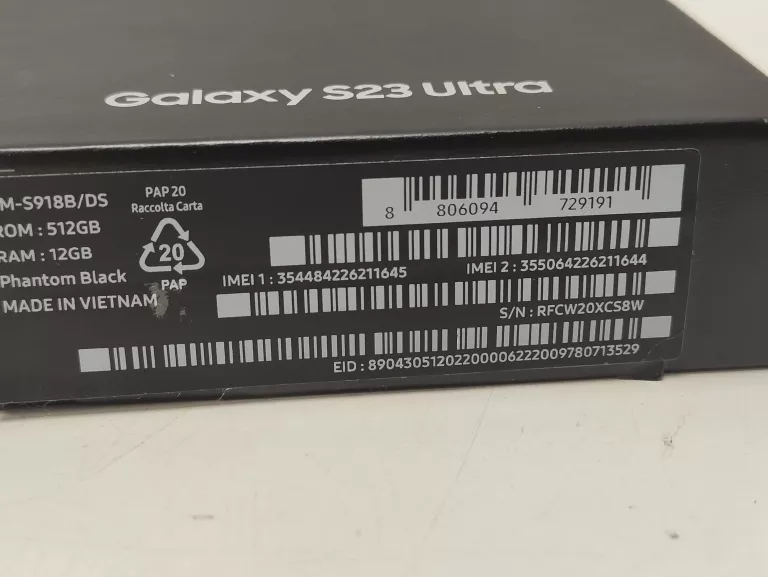 Galaxy S23 Ultra
M-S918B/DS
ROM : 512GB
RAM : 12GB
Phantom Black
MADE IN VIETNAM
PAP 20
Raccolta Carta
20
PAP
8 806094 729191
IMEI 1 : 354484226211645
IMEI 2 : 355064226211644
S/N : RFCW20XCS8W
EID : 89043051202200006222009780713529